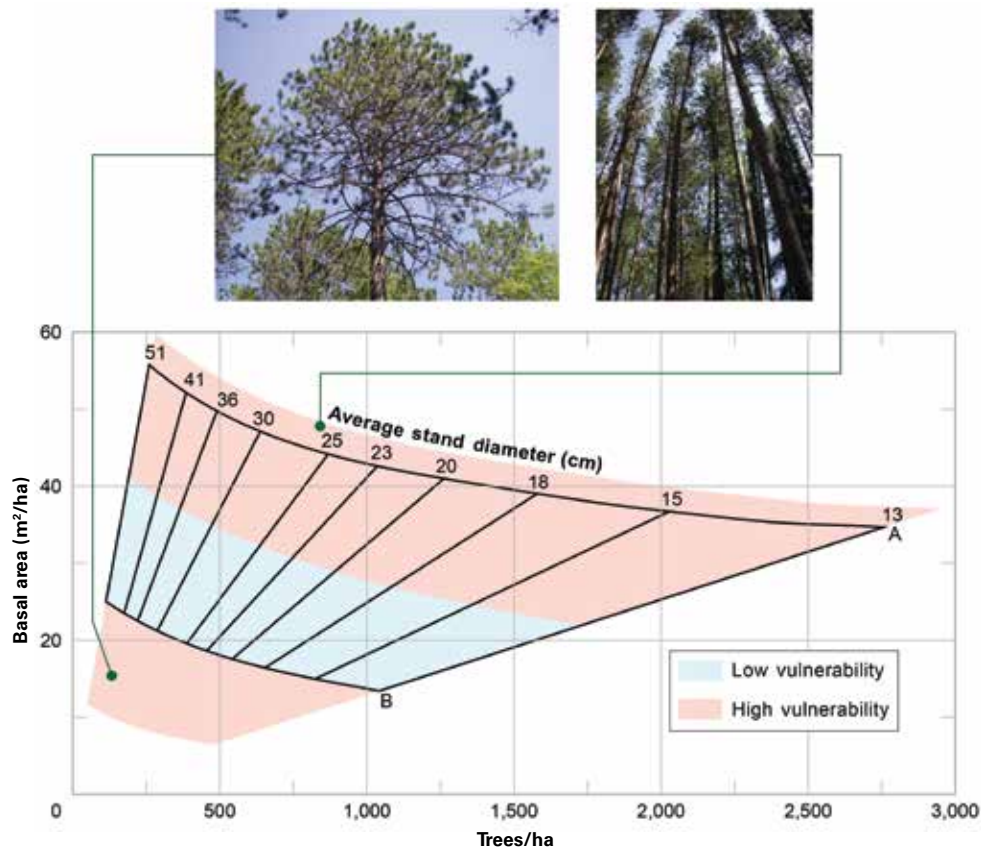 60
51
41
36
30
25
23
20
18
15
13
Average stand diameter (cm)
A
B
40
20
0
Basal area (m²/ha)
Low vulnerability
High vulnerability
500
1,000
1,500
2,000
2,500
3,000
Trees/ha